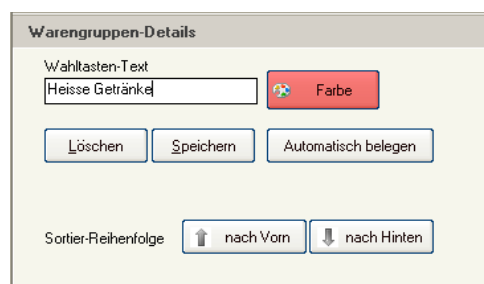 Warengruppen-Details
Wahltasten-Text
Heisse Getränke
Farbe
Löschen Speichern Automatisch belegen
Sortier-Reihenfolge nach Vorn nach Hinten